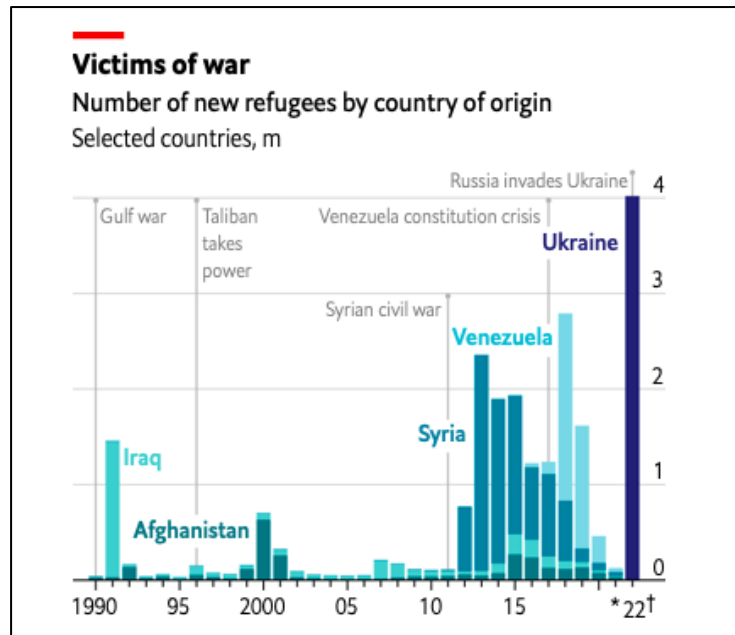 Victims of war
Number of new refugees by country of origin
Selected countries, m
Russia invades Ukraine
4
Gulf war
Taliban
takes
power
Venezuela constitution crisis
Ukraine
3
Syrian civil war
Venezuela
2
Syria
Iraq
1
Afghanistan
0
1990 95 2000 05 10 15 *22†